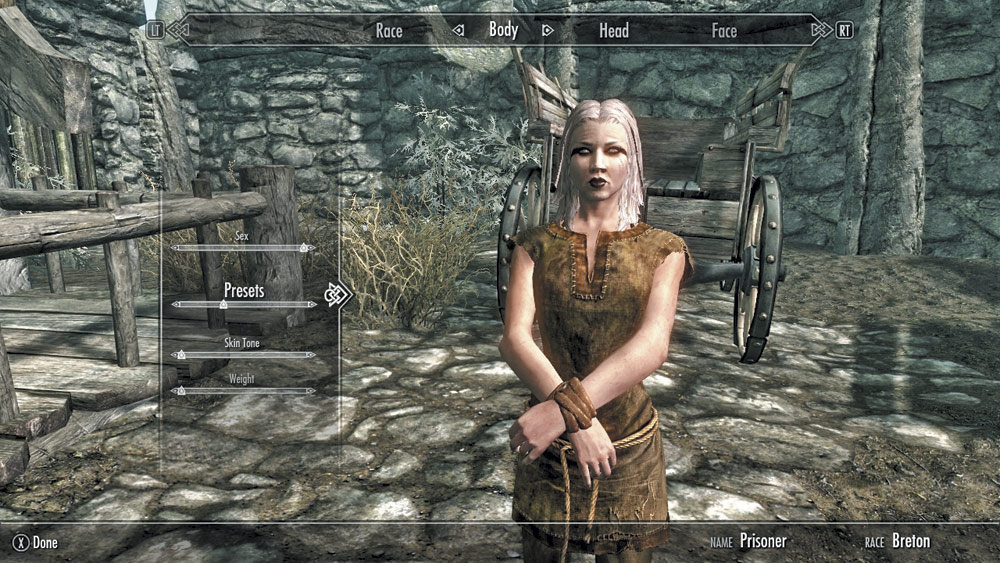 LT Race Body Head Face RT
Sex
Presets
Skin Tone
Weight
X Done NAME Prisoner RACE Breton